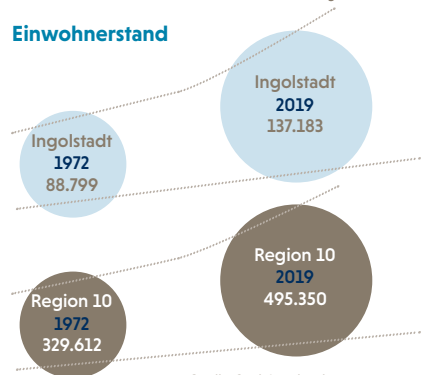 Einwohnerstand
Ingolstadt
2019
137.183
Ingolstadt
1972
88.799
Region 10
2019
495.350
Region 10
1972
329.612